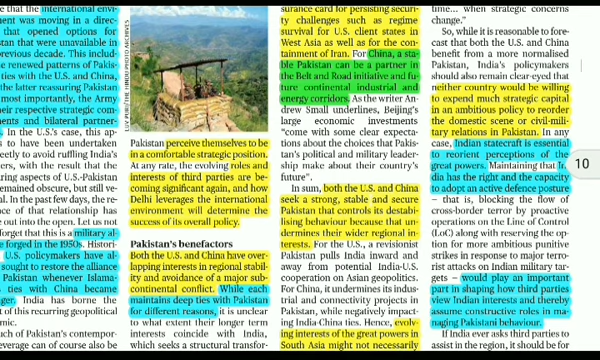 e that the international envi-
nent was moving in a direc-
that opened options for
stan that were unavailable in
previous decade. This includ-
e renewed patterns of Pakis-
ties with the U.S. and China,
the latter reassuring Pakistan
most importantly, the Army
their respective strategic com-
ents and bilateral partner-
. In the U.S.'s case, this ap-
s to have been undertaken
ectly to avoid ruffling India's
ers, with the result that the
ring aspects of U.S.-Pakistan
emained obscure, but still ve-
l. In the past few days, the re-
nce of that relationship has
e out into the open. Let us not
forget that this is a military al-
e forged in the 1950s. Histori-
U.S. policymakers have al-
sought to restore the alliance
Pakistan whenever Islama-
ties with China became
ger. India has borne the
of this recurring geopolitical
mic.
uch of Pakistan's contempor-
everage can of course also be
GUY POR/THE HINDU PHOTO ARCHIVES
Pakistan perceive themselves to be
in a comfortable strategic position.
At any rate, the evolving roles and
interests of third parties are be-
coming significant again, and how
Delhi leverages the international
environment will determine the
success of its overall policy.
Pakistan's benefactors
Both the U.S. and China have over-
lapping interests in regional stabil-
ity and avoidance of a major sub-
continental conflict. While each
maintains deep ties with Pakistan
for different reasons, it is unclear
to what extent their longer term
interests coincide with India,
which seeks a structural transfor-
surance card for persisting secur-
ity challenges such as regime
survival for U.S. client states in
West Asia as well as for the con-
tainment of Iran. For China, a sta-
ble Pakistan can be a partner in
the Belt and Road initiative and fu-
ture continental industrial and
energy corridors. As the writer An-
drew Small underlines, Beijing's
large economic investments
"come with some clear expecta-
tions about the choices that Pakis-
tan's political and military leader-
ship make about their country's
future".
In sum, both the U.S. and China
seek a strong, stable and secure
Pakistan that controls its desta-
bilising behaviour because that un-
dermines their wider regional in-
terests. For the U.S., a revisionist
Pakistan pulls India inward and
away from potential India-U.S.
cooperation on Asian geopolitics.
For China, it undermines its indus-
trial and connectivity projects in
Pakistan, while negatively impact-
ing India-China ties. Hence, evolv-
ing interests of the great powers in
South Asia might not necessarily
time... when strategic concerns
change."
So, while it is reasonable to fore-
cast that both the U.S. and China
benefit from a more normalised
Pakistan, India's policymakers
should also remain clear-eyed that
neither country would be willing
to expend much strategic capital
in an ambitious policy to reorder
the domestic scene or civil-mili-
tary relations in Pakistan. In any
case, Indian statecraft is essential
to reorient perceptions of the
great powers. Maintaining that In-
dia has the right and the capacity
to adopt an active defence posture
– that is, blocking the flow of
cross-border terror by proactive
operations on the Line of Control
(LoC) along with reserving the op-
tion for more ambitious punitive
strikes in response to major terror-
ist attacks on Indian military tar-
gets – would play an important
part in shaping how third parties
view Indian interests and thereby
assume constructive roles in ma-
naging Pakistani behaviour.
If India ever asks third parties to
assist in the region, it should be for
10